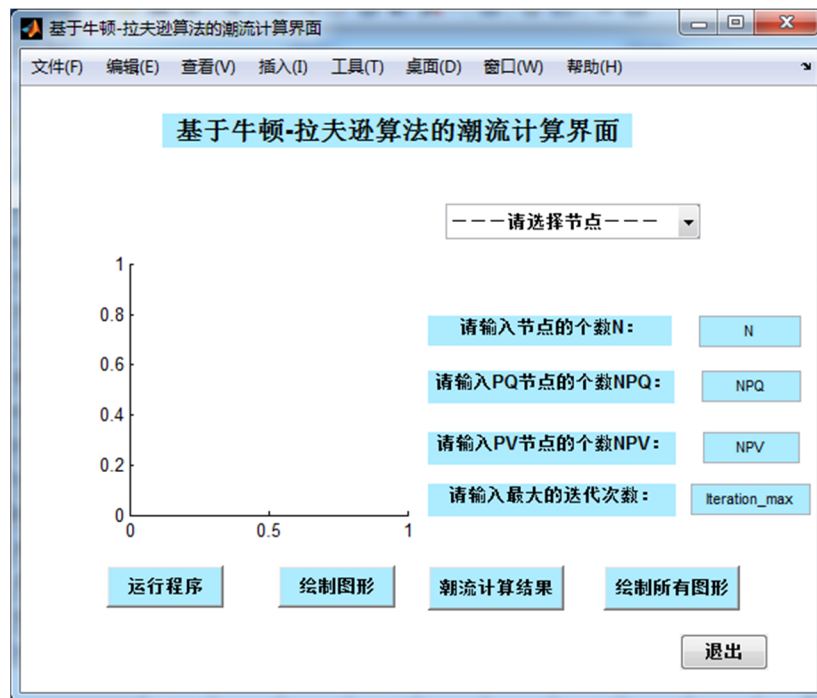 基于牛顿-拉夫逊算法的潮流计算界面
文件(F) 编辑(E) 查看(V) 插入(I) 工具(T) 桌面(D) 窗口(W) 帮助(H)
基于牛顿-拉夫逊算法的潮流计算界面
－－－请选择节点－－－
1
0.8
0.6
0.4
0.2
0
0 0.5 1
请输入节点的个数N： N
请输入PQ节点的个数NPQ： NPQ
请输入PV节点的个数NPV： NPV
请输入最大的迭代次数： Iteration_max
运行程序 绘制图形 潮流计算结果 绘制所有图形
退出